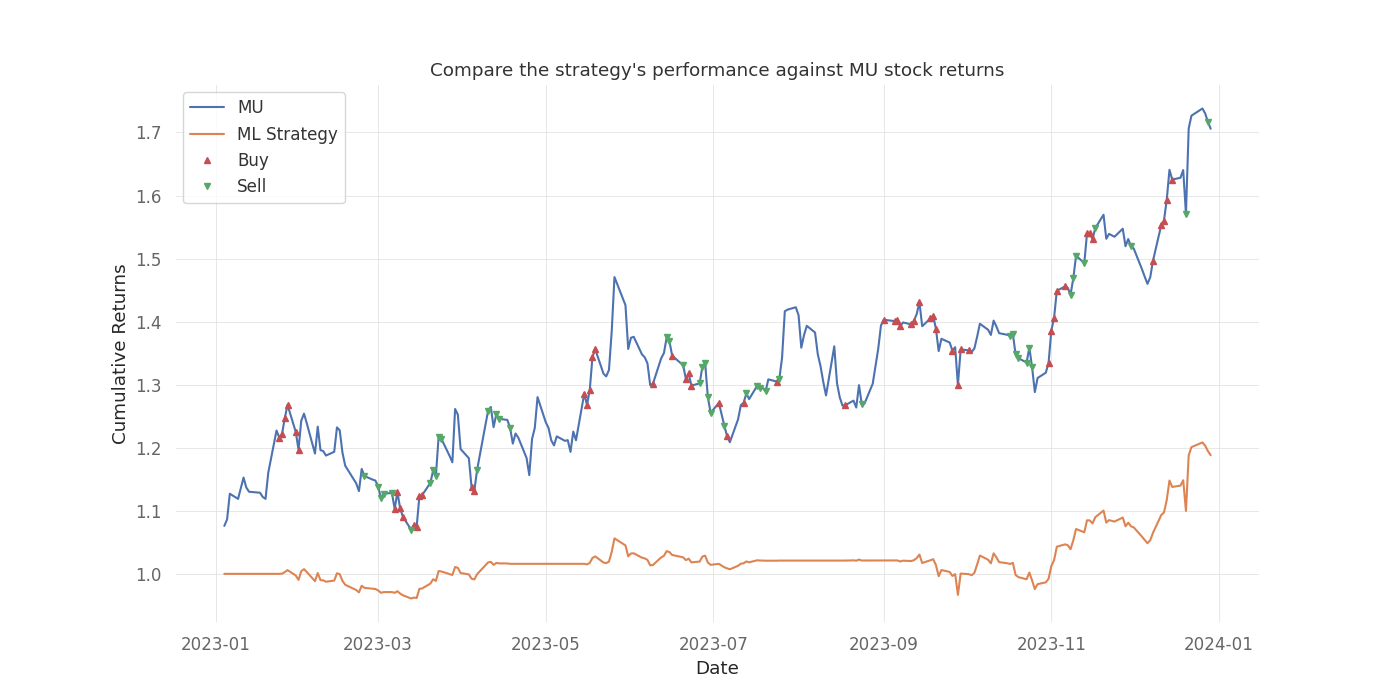 Compare the strategy's performance against MU stock returns
MU
ML Strategy
Buy
Sell
Cumulative Returns
1.7
1.6
1.5
1.4
1.3
1.2
1.1
1.0
2023-01
2023-03
2023-05
2023-07
2023-09
2023-11
2024-01
Date